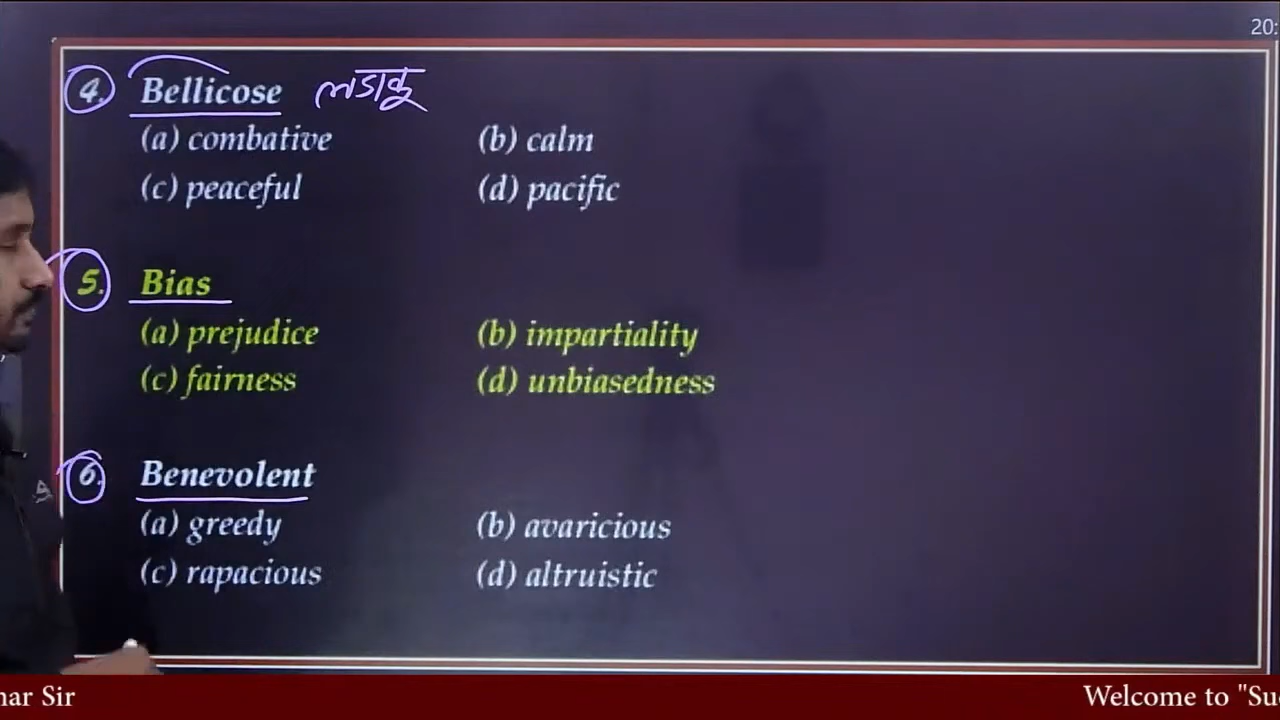 20:
4. Bellicose লডাকু
(a) combative (b) calm
(c) peaceful (d) pacific
5. Bias
(a) prejudice (b) impartiality
(c) fairness (d) unbiasedness
6. Benevolent
(a) greedy (b) avaricious
(c) rapacious (d) altruistic
nar Sir Welcome to "Su